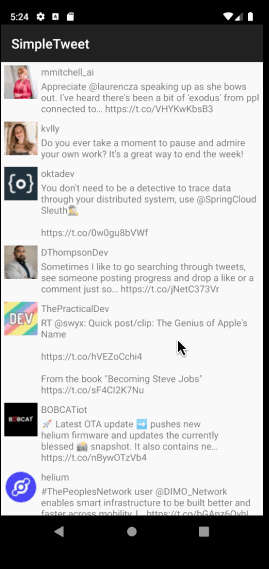 5:24
SimpleTweet
mmitchell_ai
Appreciate @laurencza speaking up as she bows
out. I've heard there's been a bit of 'exodus' from ppl
connected to... https://t.co/VHYKwKbsB3
kvlly
Do you ever take a moment to pause and admire
your own work? It's a great way to end the week!
oktadev
You don't need to be a detective to trace data
through your distributed system, use @SpringCloud
Sleuth🕵
https://t.co/0w0gu8bVWf
DThompsonDev
Sometimes I like to go searching through tweets,
see someone posting progress and drop a like or a
comment just so... https://t.co/jNetC373Vr
ThePracticalDev
DEV
RT @swyx: Quick post/clip: The Genius of Apple's
Name
https://t.co/hVEZoCchi4
From the book "Becoming Steve Jobs"
https://t.co/sF4CI2K7Nu
BOBCATiot
BOBCAT
🚀 Latest OTA update ➡️ pushes new
helium firmware and updates the currently
blessed 📸 snapshot. It also contains ne...
https://t.co/nBywOTzVb4
helium
#ThePeoplesNetwork user @DIMO_Network
enables smart infrastructure to be built better and
faster across mobility, l...